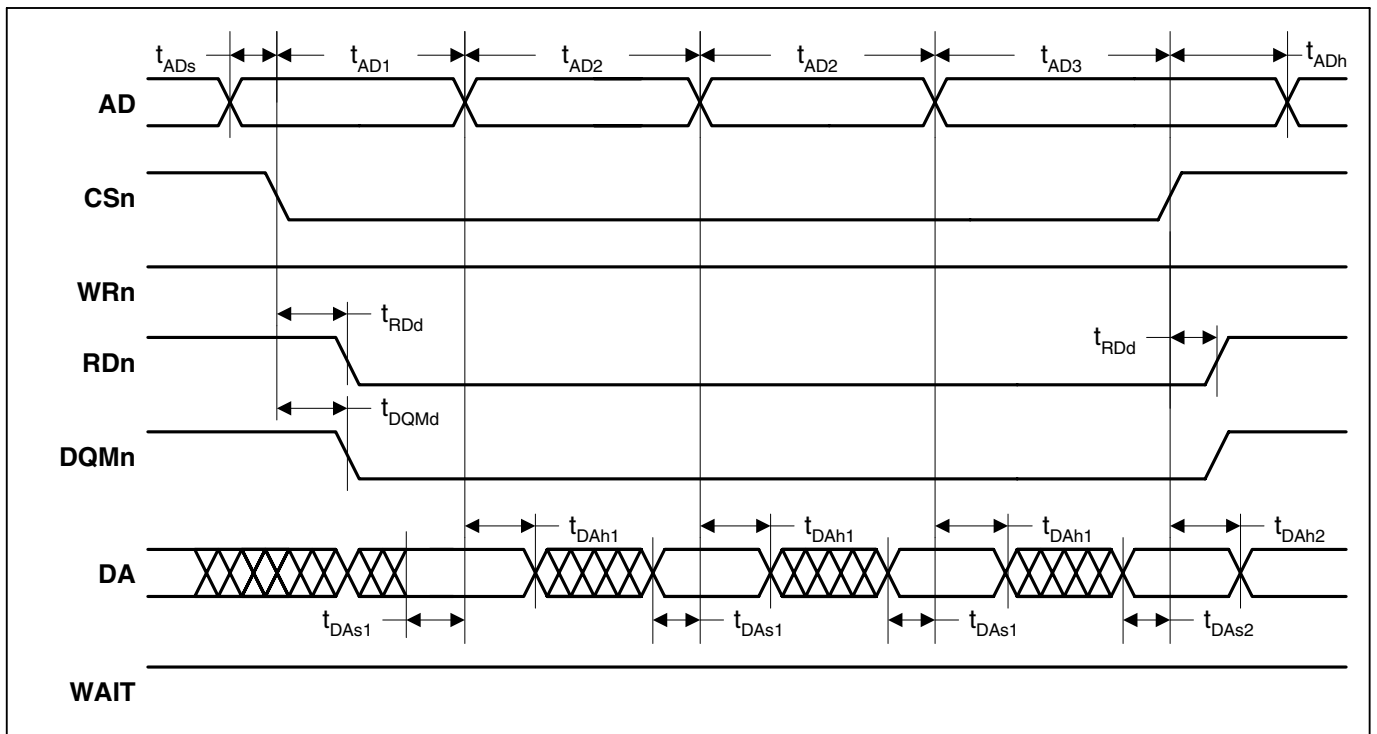 tADs tAD1 tAD2 tAD2 tAD3 tADh
AD
CSn
WRn
tRDd
RDn
tRDd
tDQMd
DQMn
tDAh1 tDAh1 tDAh1 tDAh2
DA
tDAs1 tDAs1 tDAs1 tDAs2
WAIT